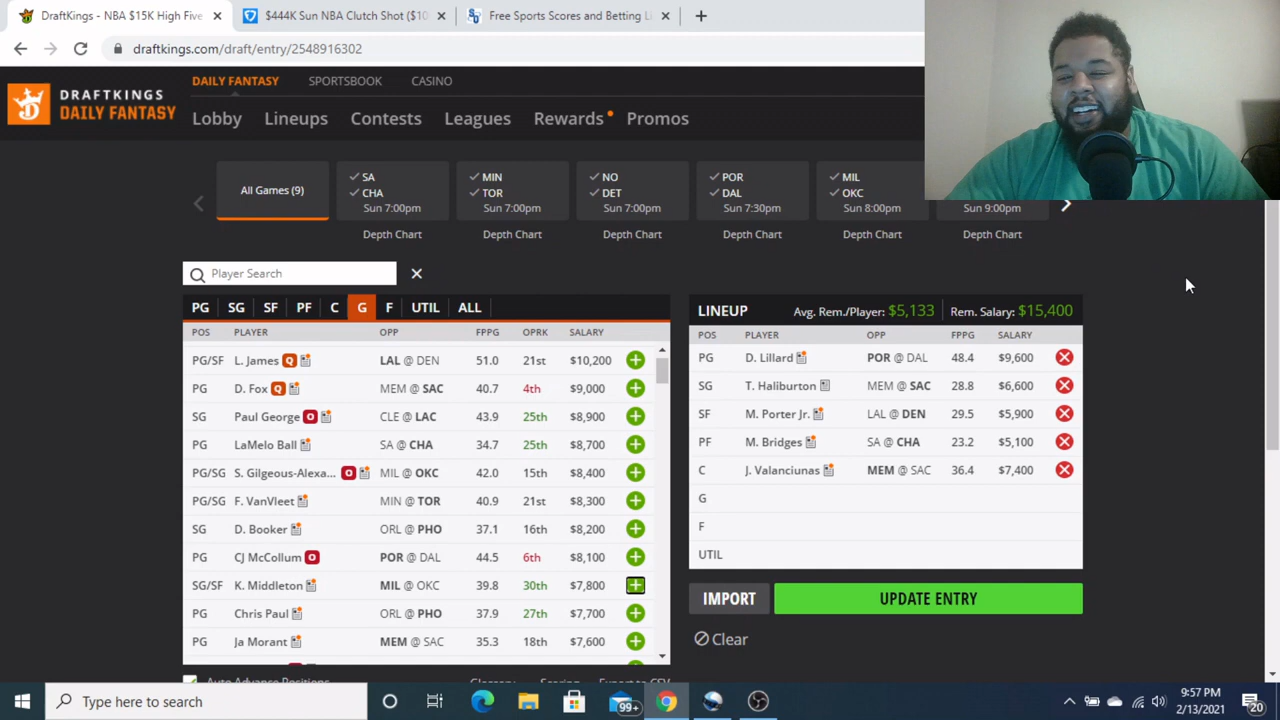 DraftKings - NBA $15K High Five
$444K Sun NBA Clutch Shot ($10
Free Sports Scores and Betting Li
draftkings.com/draft/entry/2548916302
DAILY FANTASY SPORTSBOOK CASINO
DRAFTKINGS
DAILY FANTASY
Lobby Lineups Contests Leagues Rewards Promos
All Games (9)
SA
CHA
Sun 7:00pm
MIN
TOR
Sun 7:00pm
NO
DET
Sun 7:00pm
POR
DAL
Sun 7:30pm
MIL
OKC
Sun 8:00pm
Sun 9:00pm
Depth Chart Depth Chart Depth Chart Depth Chart Depth Chart Depth Chart
Player Search
PG SG SF PF C G F UTIL ALL
POS PLAYER OPP FPPG OPRK SALARY
PG/SF L. James Q LAL @ DEN 51.0 21st $10,200
PG D. Fox Q MEM @ SAC 40.7 4th $9,000
SG Paul George O CLE @ LAC 43.9 25th $8,900
PG LaMelo Ball SA @ CHA 34.7 25th $8,700
PG/SG S. Gilgeous-Alexa... O MIL @ OKC 42.0 15th $8,400
PG/SG F. VanVleet MIN @ TOR 40.9 21st $8,300
SG D. Booker ORL @ PHO 37.1 16th $8,200
PG CJ McCollum O POR @ DAL 44.5 6th $8,100
SG/SF K. Middleton MIL @ OKC 39.8 30th $7,800
PG Chris Paul ORL @ PHO 37.9 27th $7,700
PG Ja Morant MEM @ SAC 35.3 18th $7,600
Auto Advance Positions Glossary Scoring Export to CSV
LINEUP Avg. Rem./Player: $5,133 Rem. Salary: $15,400
POS PLAYER OPP FPPG SALARY
PG D. Lillard POR @ DAL 48.4 $9,600
SG T. Haliburton MEM @ SAC 28.8 $6,600
SF M. Porter Jr. LAL @ DEN 29.5 $5,900
PF M. Bridges SA @ CHA 23.2 $5,100
C J. Valanciunas MEM @ SAC 36.4 $7,400
G
F
UTIL
IMPORT UPDATE ENTRY
Clear
Type here to search
99+
9:57 PM
2/13/2021
20